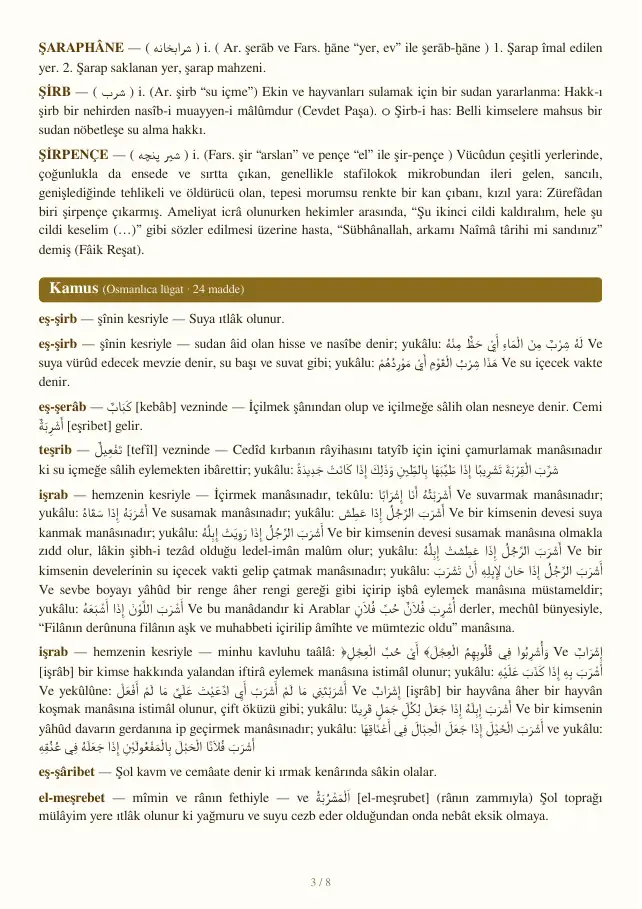 ŞARAPHÂNE — ( شرابخانه ) i. ( Ar. şerāb ve Fars. ḫāne “yer, ev” ile şerāb-ḫāne ) 1. Şarap îmal edilen
yer. 2. Şarap saklanan yer, şarap mahzeni.
ŞİRB — ( شرب ) i. (Ar. şirb “su içme”) Ekin ve hayvanları sulamak için bir sudan yararlanma: Hakk-ı
şirb bir nehirden nasîb-i muayyen-i mâlûmdur (Cevdet Paşa). ѻ Şirb-i has: Belli kimselere mahsus bir
sudan nöbetleşe su alma hakkı.
ŞİRPENÇE — ( شير پنچه ) i. (Fars. şіr “arslan” ve pençe “el” ile şіr-pençe ) Vücûdun çeşitli yerlerinde,
çoğunlukla da ensede ve sırtta çıkan, genellikle stafilokok mikrobundan ileri gelen, sancılı,
genişlediğinde tehlikeli ve öldürücü olan, tepesi morumsu renkte bir kan çıbanı, kızıl yara: Zürefâdan
biri şirpençe çıkarmış. Ameliyat icrâ olunurken hekimler arasında, “Şu ikinci cildi kaldıralım, hele şu
cildi keselim (…)” gibi sözler edilmesi üzerine hasta, “Sübhânallah, arkamı Naîmâ târihi mi sandınız”
demiş (Fâik Reşat).
Kamus (Osmanlıca lügat · 24 madde)
eş-şirb — şînin kesriyle — Suya ıtlâk olunur.
eş-şirb — şînin kesriyle — sudan âid olan hisse ve nasîbe denir; yukâlu: لَهُ شِرْبٌ مِنَ الْمَاءِ أَيْ حَظٌّ مِنْهُ Ve
suya vürûd edecek mevzie denir, su başı ve suvat gibi; yukâlu: هَذَا شِرْبُ الْقَوْمِ أَيْ مَوْرِدُهُمْ Ve su içecek vakte
denir.
eş-şerâb — كَبَابٌ [kebâb] vezninde — İçilmek şânından olup ve içilmeğe sâlih olan nesneye denir. Cemi
أَشْرِبَةٌ [eşribet] gelir.
teşrib — تَفْعِيلٌ [tefîl] vezninde — Cedîd kırbanın râyihasını tatyîb için içini çamurlamak manâsınadır
ki su içmeğe sâlih eylemekten ibârettir; yukâlu: شَرَّبَ الْقِرْبَةَ تَشْرِيبًا إِذَا طَيَّبَهَا بِالطِّينِ وَذَلِكَ إِذَا كَانَتْ جَدِيدَةً
işrab — hemzenin kesriyle — İçirmek manâsınadır, tekûlu: أَشْرَبْتُهُ أَنَا إِشْرَابًا Ve suvarmak manâsınadır;
yukâlu: أَشْرَبَهُ إِذَا سَقَاهُ Ve susamak manâsınadır; yukâlu: أَشْرَبَ الرَّجُلُ إِذَا عَطِشَ Ve bir kimsenin devesi suya
kanmak manâsınadır; yukâlu: أَشْرَبَ الرَّجُلُ إِذَا رَوِيَتْ إِبِلُهُ Ve bir kimsenin devesi susamak manâsına olmakla
zıdd olur, lâkin şibh-i tezâd olduğu ledel-imân malûm olur; yukâlu: أَشْرَبَ الرَّجُلُ إِذَا عَطِشَتْ إِبِلُهُ Ve bir
kimsenin develerinin su içecek vakti gelip çatmak manâsınadır; yukâlu: أَشْرَبَ الرَّجُلُ إِذَا حَانَ لِإِبِلِهِ أَنْ تَشْرَبَ
Ve sevbe boyayı yâhûd bir renge âher rengi gereği gibi içirip işbâ eylemek manâsına müstameldir;
yukâlu: أَشْرَبَ اللَّوْنَ إِذَا أَشْبَعَهُ Ve bu manâdandır ki Arablar أُشْرِبَ فُلَانٌ حُبَّ فُلَانٍ derler, mechûl bünyesiyle,
“Filânın derûnuna filânın aşk ve muhabbeti içirilip âmîhte ve mümtezic oldu” manâsına.
işrab — hemzenin kesriyle — minhu kavluhu taâlâ: ﴿وَأُشْرِبُوا فِي قُلُوبِهِمُ الْعِجْلَ﴾ أَيْ حُبَّ الْعِجْلِ Ve إِشْرَابٌ
[işrâb] bir kimse hakkında yalandan iftirâ eylemek manâsına istimâl olunur; yukâlu: أَشْرَبَ بِهِ إِذَا كَذَبَ عَلَيْهِ
Ve yekûlûne: أَشْرَبْتَنِي مَا لَمْ أَشْرَبْ أَيِ ادَّعَيْتَ عَلَيَّ مَا لَمْ أَفْعَلْ Ve إِشْرَابٌ [işrâb] bir hayvâna âher bir hayvân
koşmak manâsına istimâl olunur, çift öküzü gibi; yukâlu: أَشْرَبَ إِبِلَهُ إِذَا جَعَلَ لِكُلِّ جَمَلٍ قَرِينًا Ve bir kimsenin
yâhûd davarın gerdanına ip geçirmek manâsınadır; yukâlu: أَشْرَبَ الْخَيْلَ إِذَا جَعَلَ الْحِبَالَ فِي أَعْنَاقِهَا ve yukâlu:
أَشْرَبَ فُلَانًا الْحَبْلَ بِالْمَفْعُولَيْنِ إِذَا جَعَلَهُ فِي عُنُقِهِ
eş-şâribet — Şol kavm ve cemâate denir ki ırmak kenârında sâkin olalar.
el-meşrebet — mîmin ve rânın fethiyle — ve اَلْمَشْرُبَةُ [el-meşrubet] (rânın zammıyla) Şol toprağı
mülâyim yere ıtlâk olunur ki yağmuru ve suyu cezb eder olduğundan onda nebât eksik olmaya.
3 / 8